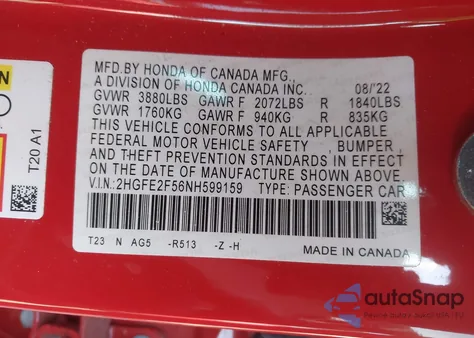 MFD.BY HONDA OF CANADA MFG.,
A DIVISION OF HONDA CANADA INC.. 08/'22
GVWR 3880LBS GAWR F 2072LBS R 1840LBS
GVWR 1760KG GAWR F 940KG R 835KG
THIS VEHICLE CONFORMS TO ALL APPLICABLE
FEDERAL MOTOR VEHICLE SAFETY , BUMPER ,
AND THEFT PREVENTION STANDARDS IN EFFECT
ON THE DATE OF MANUFACTURE SHOWN ABOVE.
V.I.N.:2HGFE2F56NH599159 TYPE: PASSENGER CAR
T23 N AG5 -R513 -Z -H
MADE IN CANADA
T20 A1
autoSnap